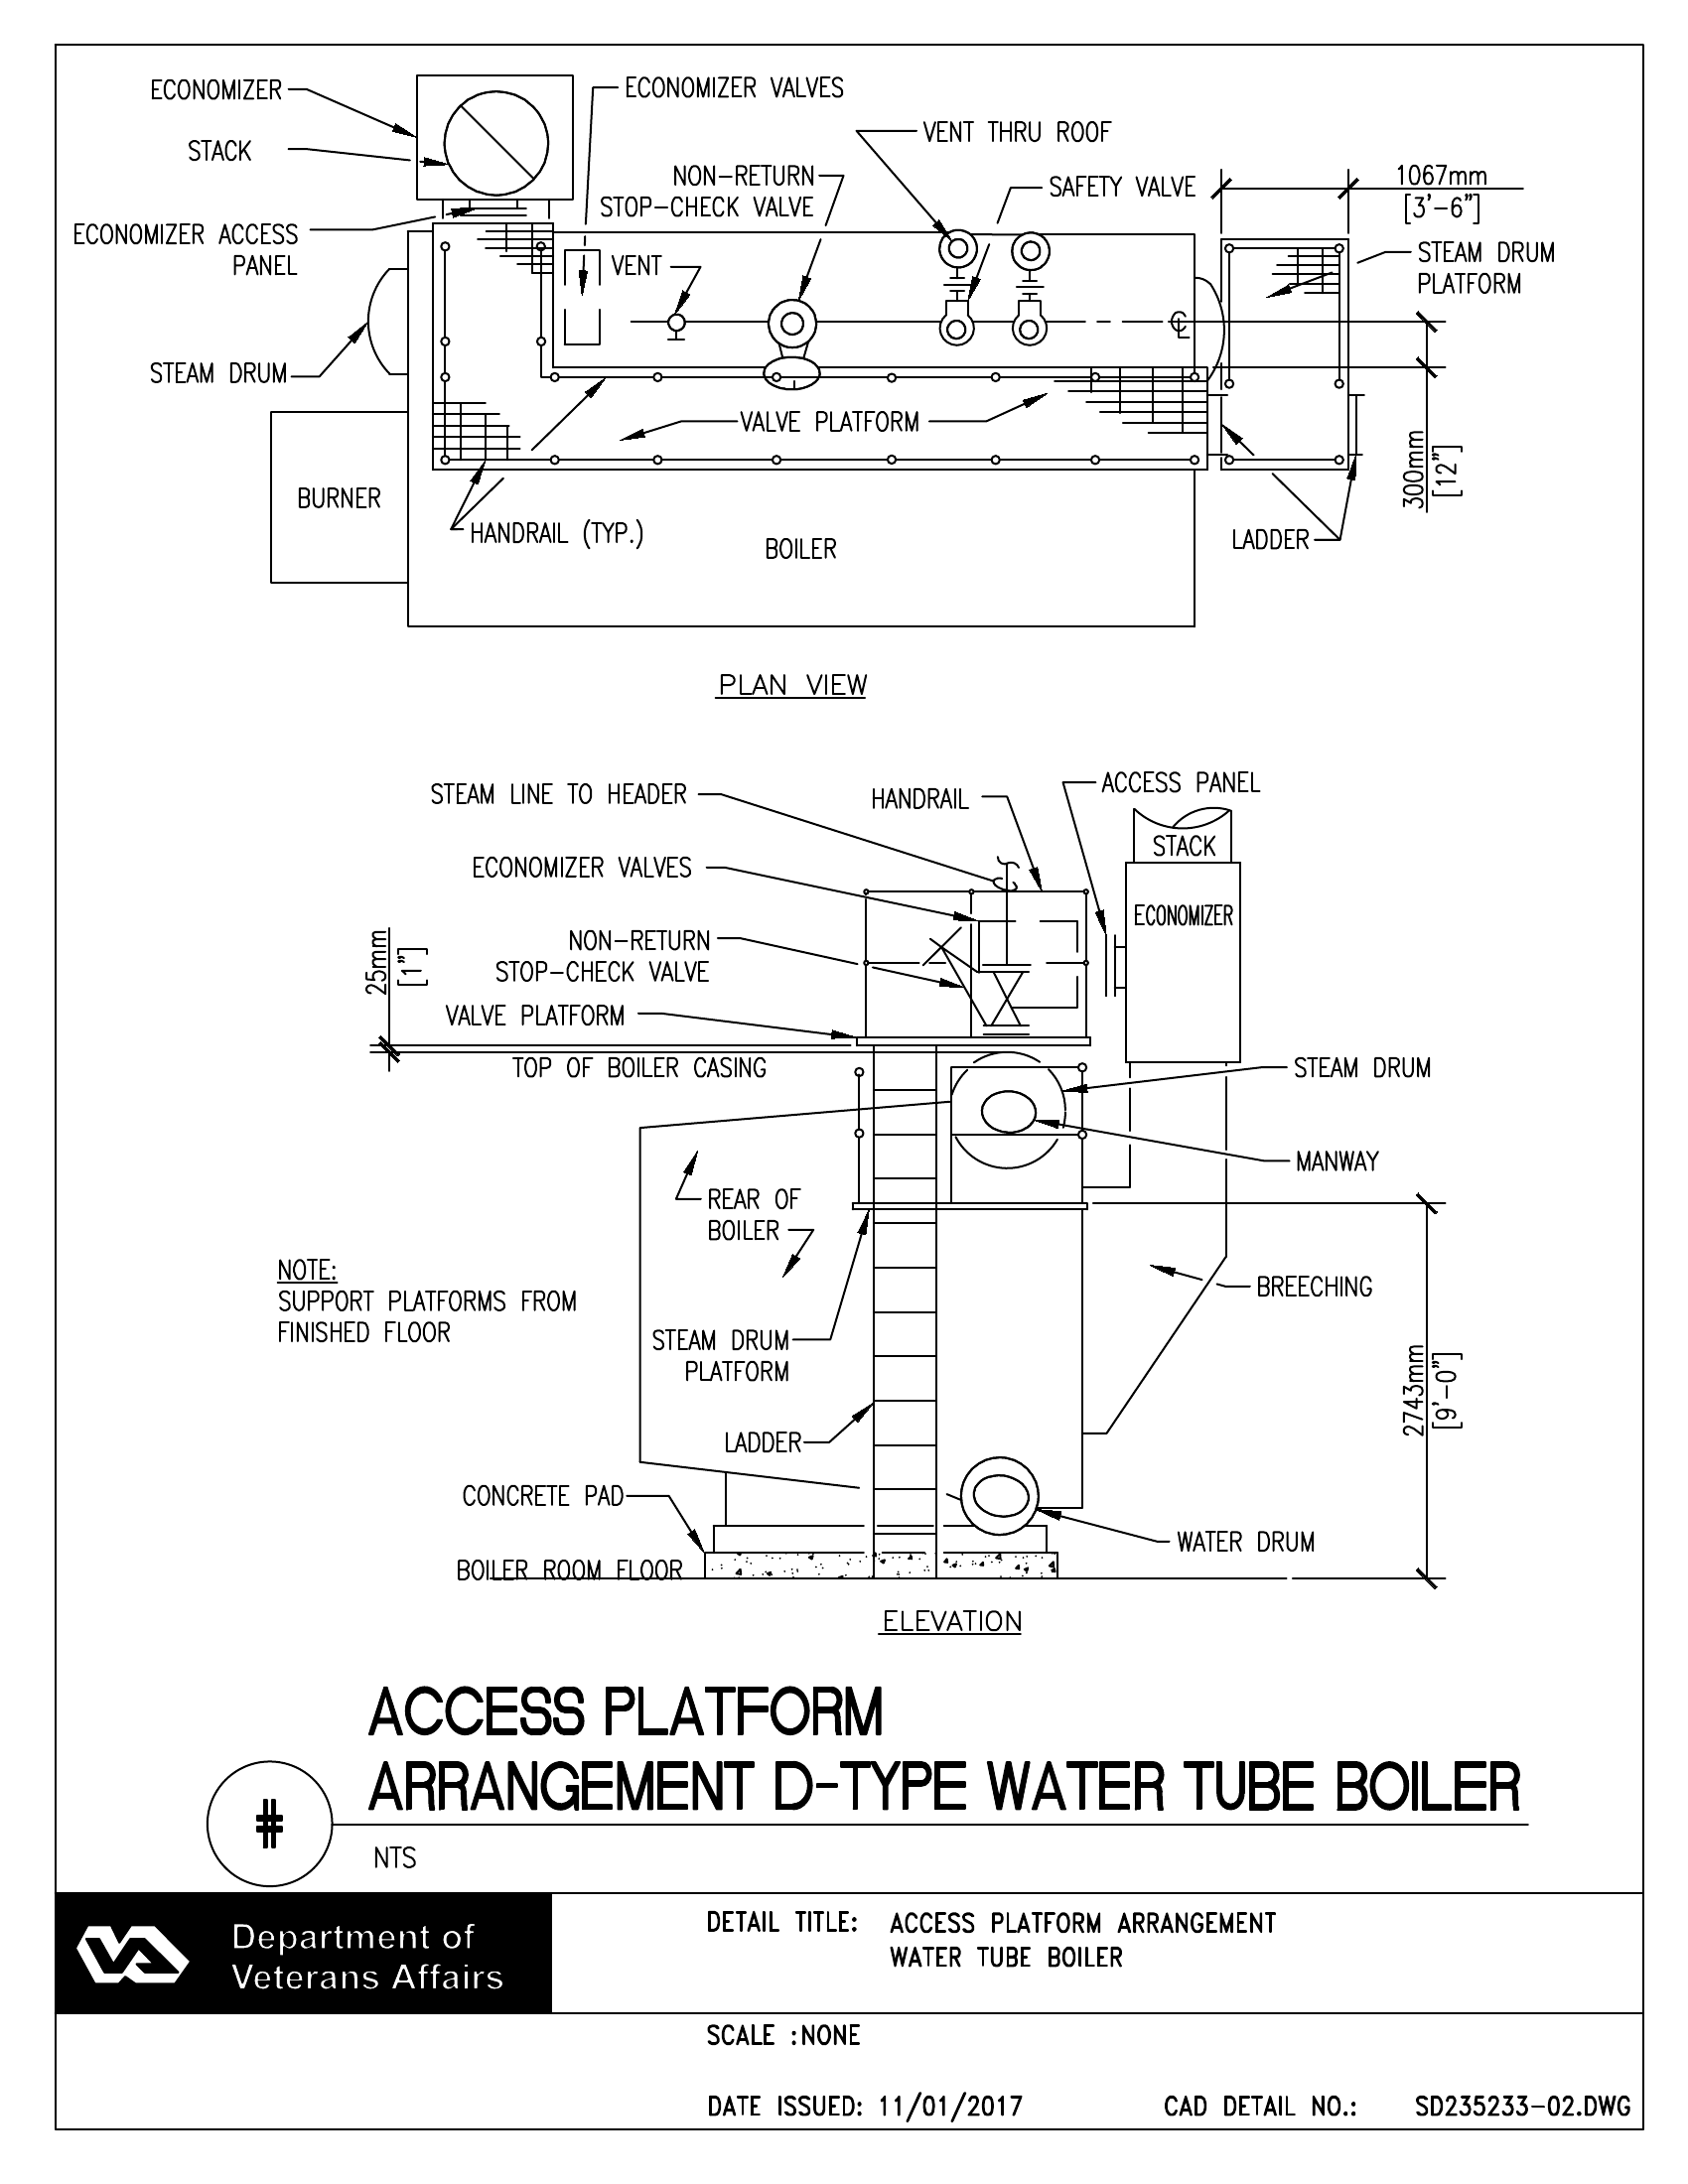 ECONOMIZER
ECONOMIZER VALVES
STACK
VENT THRU ROOF
NON-RETURN
STOP-CHECK VALVE
SAFETY VALVE
1067mm
[3'-6"]
ECONOMIZER ACCESS
PANEL
VENT
STEAM DRUM
PLATFORM
℄
STEAM DRUM
VALVE PLATFORM
300mm
[12"]
BURNER
HANDRAIL (TYP.)
BOILER
LADDER
PLAN VIEW
STEAM LINE TO HEADER
HANDRAIL
ACCESS PANEL
STACK
ECONOMIZER VALVES
ECONOMIZER
25mm
[1"]
NON-RETURN
STOP-CHECK VALVE
VALVE PLATFORM
TOP OF BOILER CASING
STEAM DRUM
MANWAY
REAR OF
BOILER
NOTE:
SUPPORT PLATFORMS FROM
FINISHED FLOOR
BREECHING
STEAM DRUM
PLATFORM
2743mm
[9'-0"]
LADDER
CONCRETE PAD
WATER DRUM
BOILER ROOM FLOOR
ELEVATION
ACCESS PLATFORM
ARRANGEMENT D-TYPE WATER TUBE BOILER
#
NTS
VA
Department of
Veterans Affairs
DETAIL TITLE: ACCESS PLATFORM ARRANGEMENT
WATER TUBE BOILER
SCALE :NONE
DATE ISSUED: 11/01/2017 CAD DETAIL NO.: SD235233-02.DWG